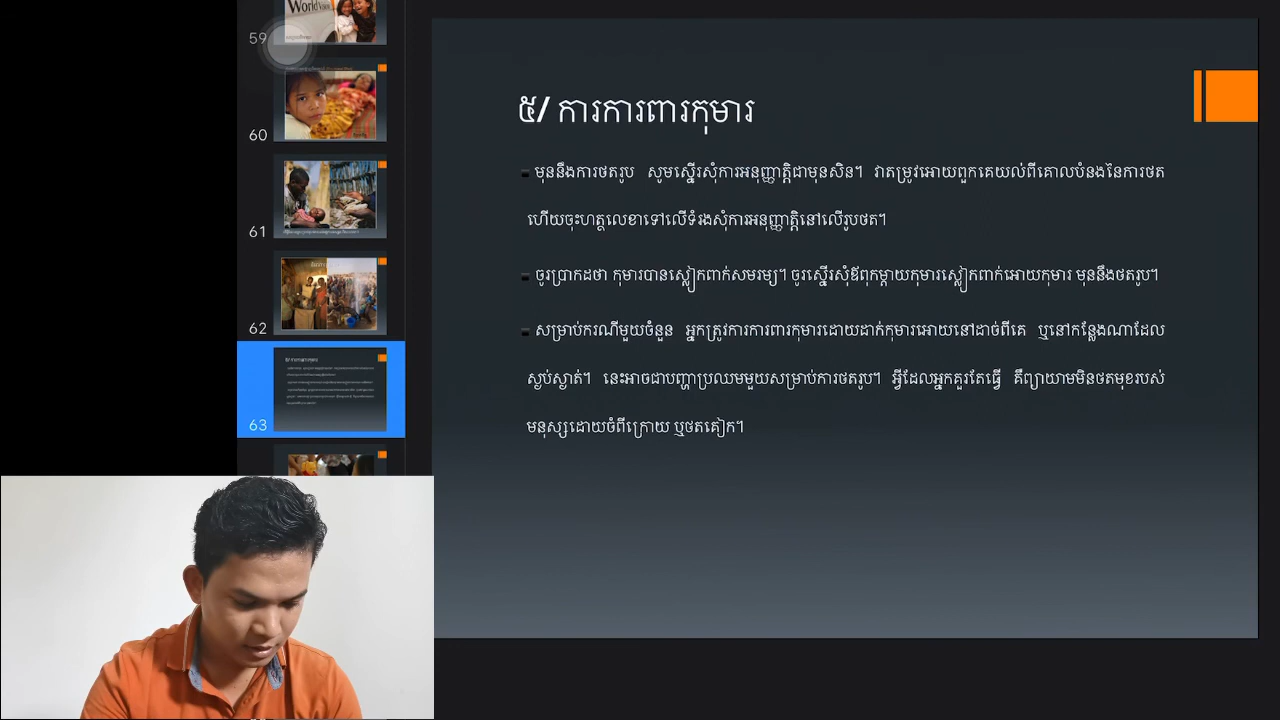 World Vision
59
60
61
62
63
៥/ ការការពារកុមារ
មុននឹងការថតរូប សូមស្នើរសុំការអនុញ្ញាត្តិជាមុនសិន។ វាតម្រូវអោយពួកគេយល់ពីគោលបំនងនៃការថត
ហើយចុះហត្ថលេខាទៅលើទំរងសុំការអនុញ្ញាត្តិនៅលើរូបថត។
ចូរប្រាកដថា កុមារបានស្លៀកពាក់សមរម្យ។ ចូរស្នើរសុំឪពុកម្តាយកុមារស្លៀកពាក់អោយកុមារ មុននឹងថតរូប។
សម្រាប់ករណីមួយចំនួន អ្នកត្រូវការការពារកុមារដោយដាក់កុមារអោយនៅដាច់ពីគេ ឬនៅកន្លែងណាដែល
ស្ងប់ស្ងាត់។ នេះអាចជាបញ្ហាប្រឈមមួយសម្រាប់ការថតរូប។ អ្វីដែលអ្នកគួរតែធ្វើ គឺព្យាយាមមិនថតមុខរបស់
មនុស្សដោយចំពីក្រោយ ឬថតគៀក។